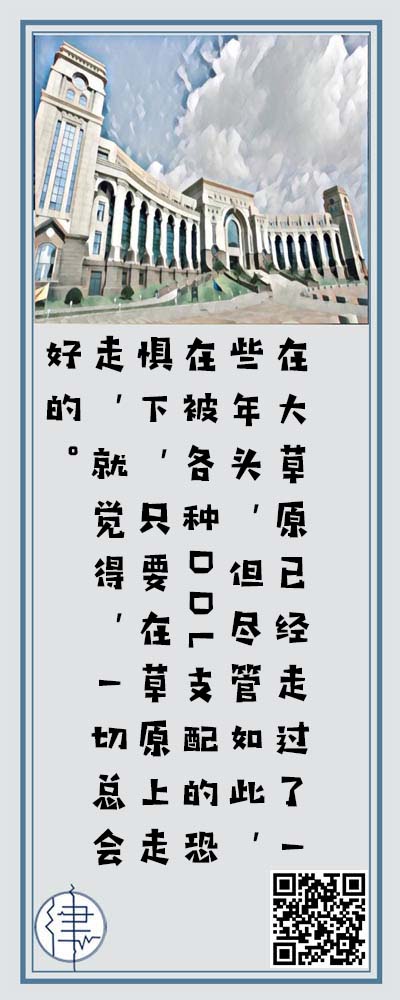 在大草原已经走过了一
些年头，但尽管如此，
在被各种DDL支配的恐
惧下，只要在草原上走
走，就觉得，一切总会
好的。
律